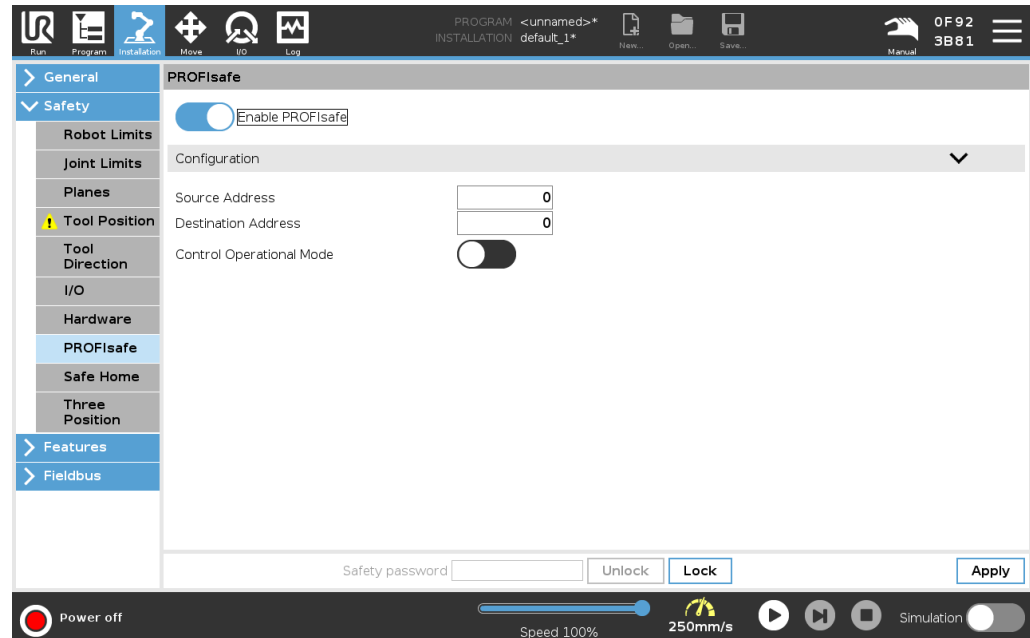 UR
PROGRAM <unnamed>*
INSTALLATION default_1*
Run
Program
Installation
Move
I/O
Log
New...
Open...
Save...
Manual
0F92
3B81
General
Safety
Robot Limits
Joint Limits
Planes
Tool Position
Tool
Direction
I/O
Hardware
PROFIsafe
Safe Home
Three
Position
Features
Fieldbus
PROFIsafe
Enable PROFIsafe
Configuration
Source Address 0
Destination Address 0
Control Operational Mode
Safety password Unlock Lock Apply
Power off
Speed 100%
250mm/s
Simulation